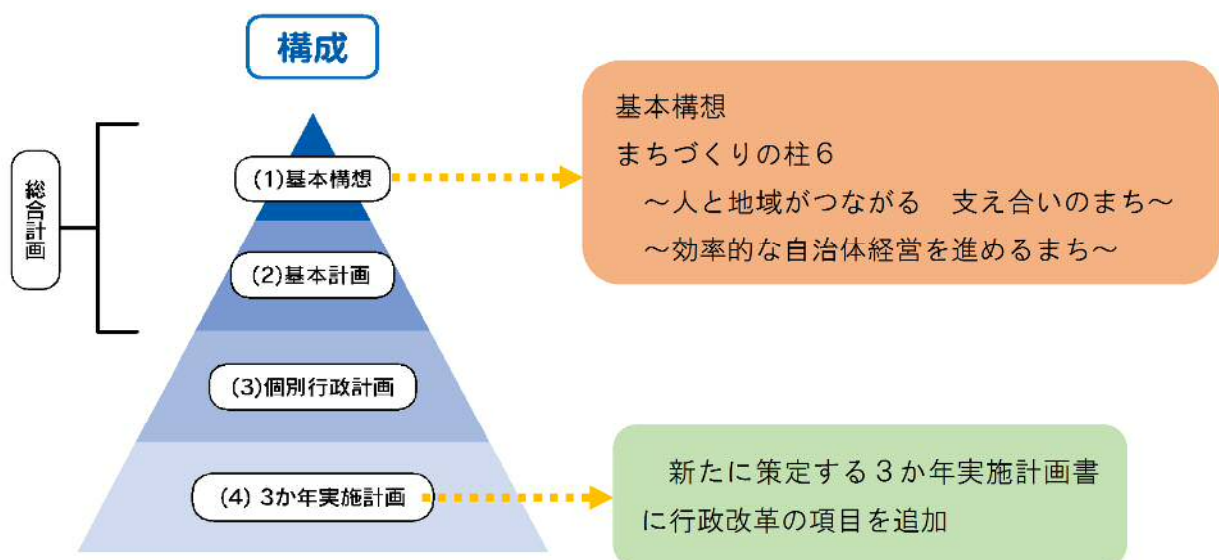 構成
総合計画
(1)基本構想
(2)基本計画
(3)個別行政計画
(4) 3か年実施計画
基本構想
まちづくりの柱６
～人と地域がつながる　支え合いのまち～
～効率的な自治体経営を進めるまち～
新たに策定する３か年実施計画書
に行政改革の項目を追加